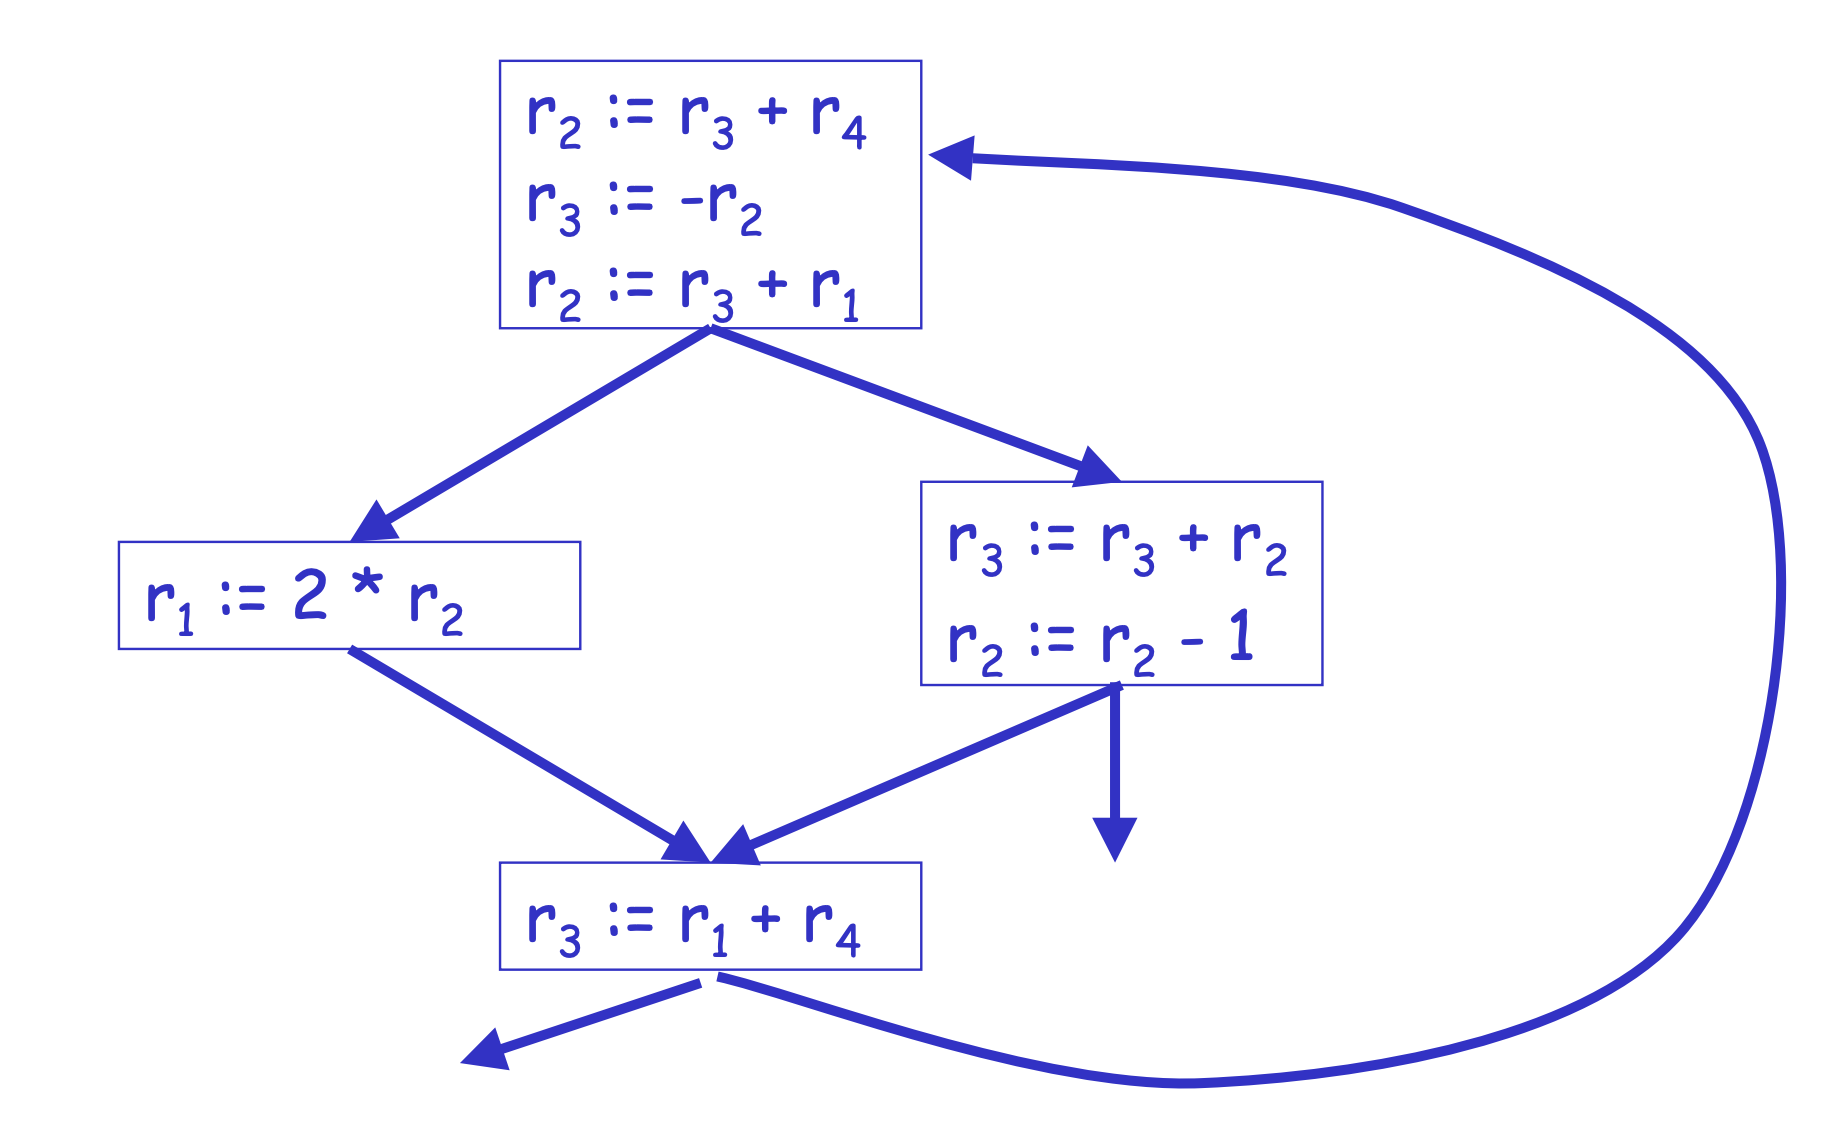 r₂ := r₃ + r₄
r₃ := -r₂
r₂ := r₃ + r₁
r₁ := 2 * r₂
r₃ := r₃ + r₂
r₂ := r₂ - 1
r₃ := r₁ + r₄